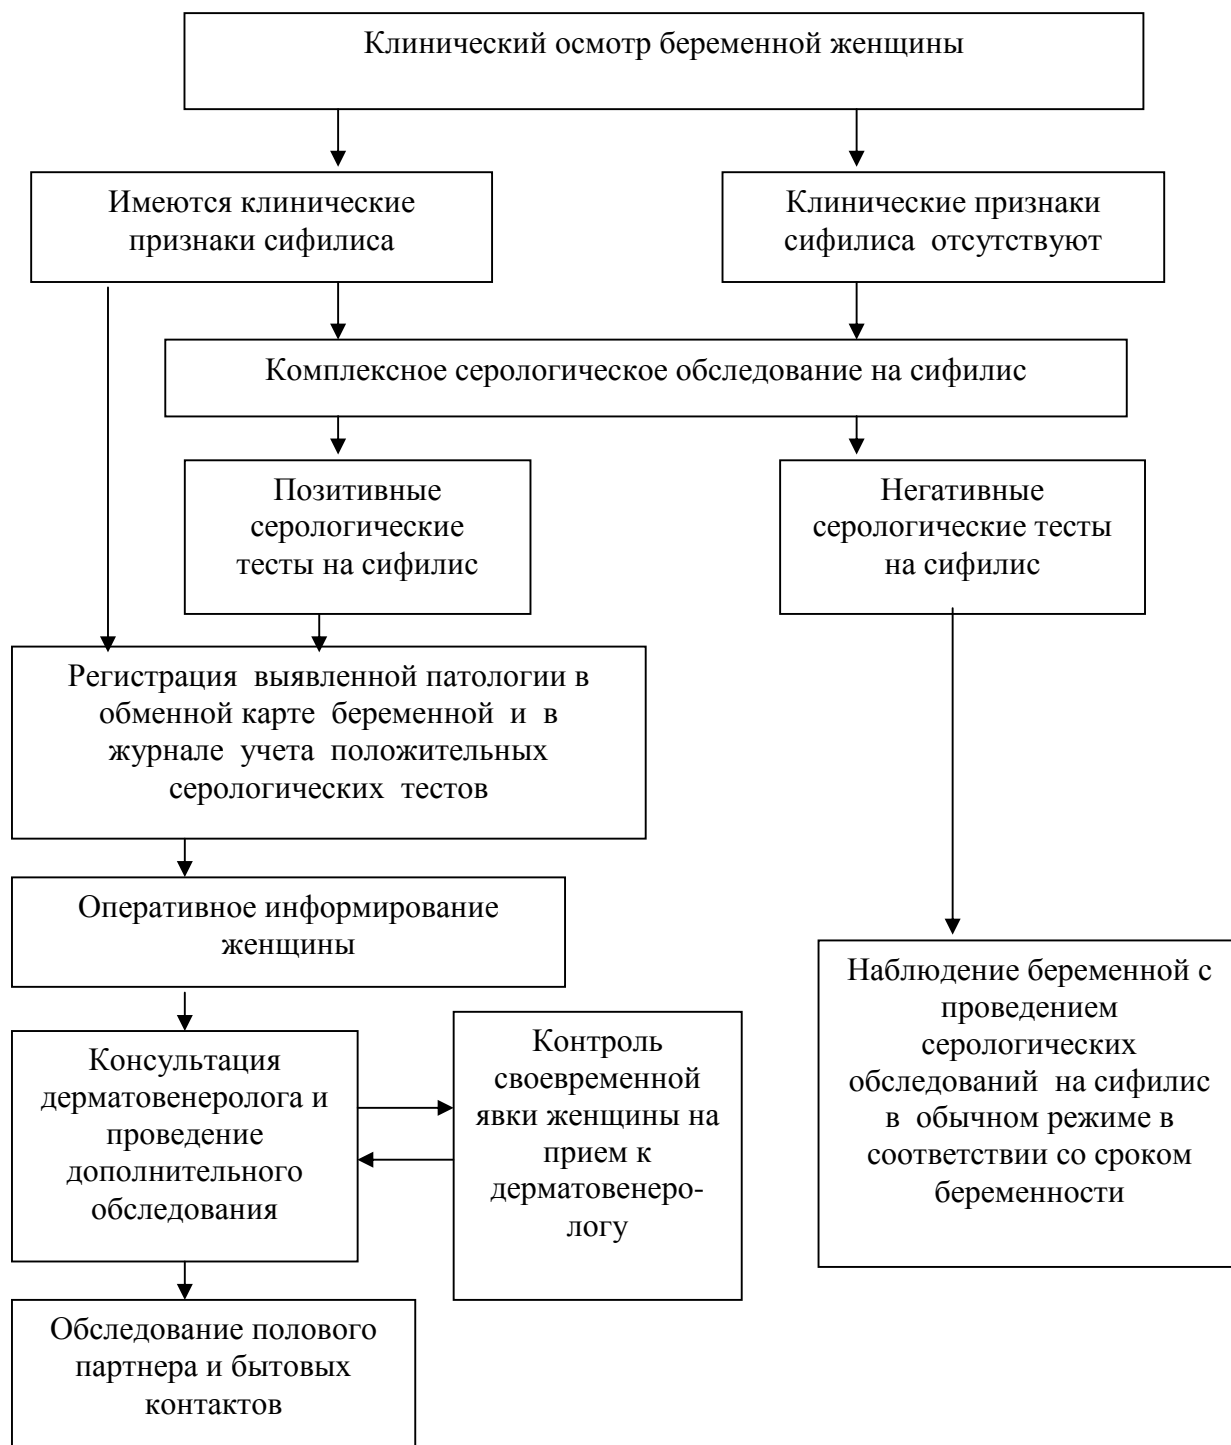 Клинический осмотр беременной женщины
Имеются клинические
признаки сифилиса
Клинические признаки
сифилиса отсутствуют
Комплексное серологическое обследование на сифилис
Позитивные
серологические
тесты на сифилис
Негативные
серологические тесты
на сифилис
Регистрация выявленной патологии в
обменной карте беременной и в
журнале учета положительных
серологических тестов
Оперативное информирование
женщины
Консультация
дерматовенеролога и
проведение
дополнительного
обследования
Контроль
своевременной
явки женщины на
прием к
дерматовенеро-
логу
Наблюдение беременной с
проведением
серологических
обследований на сифилис
в обычном режиме в
соответствии со сроком
беременности
Обследование полового
партнера и бытовых
контактов